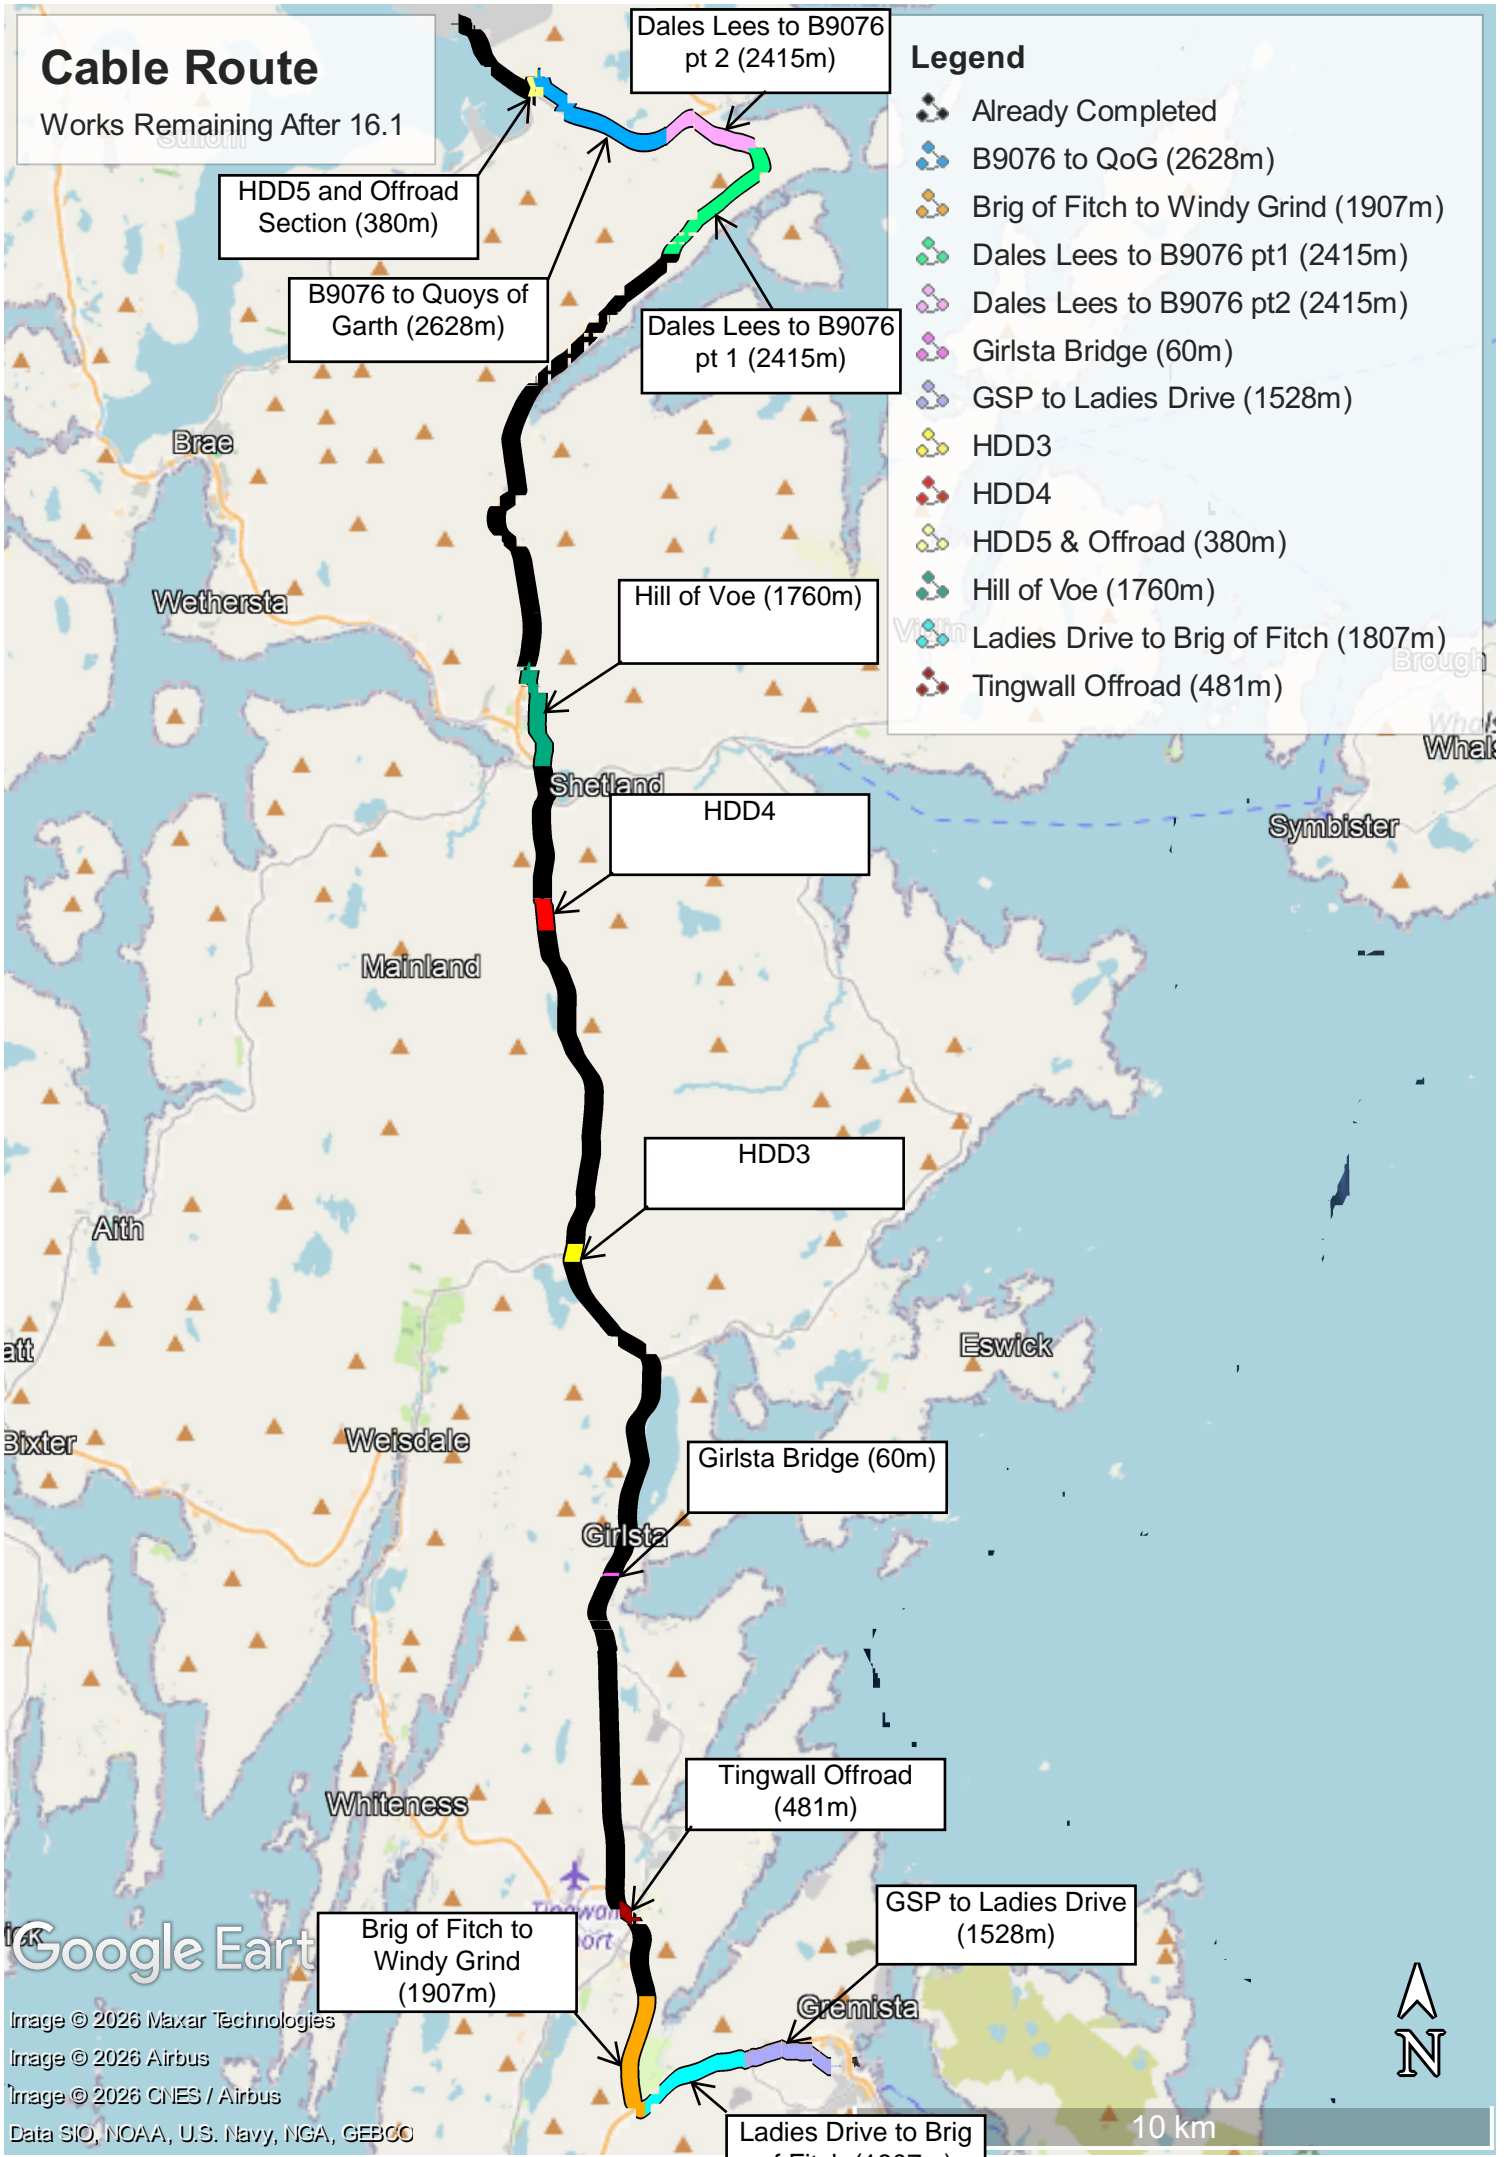 Cable Route
Works Remaining After 16.1
Dales Lees to B9076
pt 2 (2415m)
Legend
Already Completed
B9076 to QoG (2628m)
Brig of Fitch to Windy Grind (1907m)
Dales Lees to B9076 pt1 (2415m)
Dales Lees to B9076 pt2 (2415m)
Girlsta Bridge (60m)
GSP to Ladies Drive (1528m)
HDD3
HDD4
HDD5 & Offroad (380m)
Hill of Voe (1760m)
Ladies Drive to Brig of Fitch (1807m)
Tingwall Offroad (481m)
HDD5 and Offroad
Section (380m)
B9076 to Quoys of
Garth (2628m)
Dales Lees to B9076
pt 1 (2415m)
Brae
Wethersta
Hill of Voe (1760m)
Brough
Whals
Whals
Shetland
HDD4
Symbister
Mainland
HDD3
Aith
att
Eswick
Bixter
Weisdale
Girlsta Bridge (60m)
Girlsta
Tingwall Offroad
(481m)
Whiteness
GSP to Ladies Drive
(1528m)
Brig of Fitch to
Windy Grind
(1907m)
Gremista
Google Eart
Image © 2026 Maxar Technologies
Image © 2026 Airbus
Image © 2026 CNES / Airbus
Data SIO, NOAA, U.S. Navy, NGA, GEBCO
N
10 km
Ladies Drive to Brig